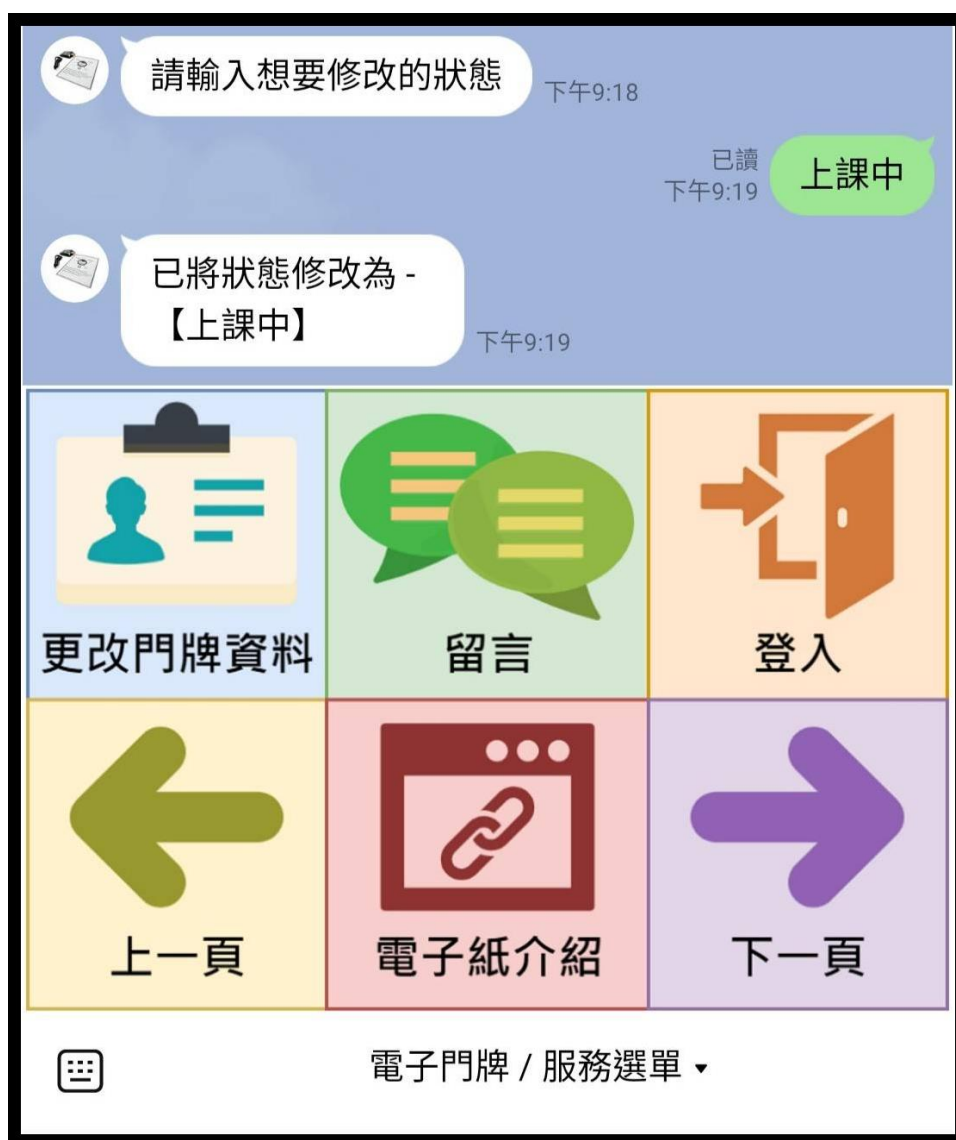 請輸入想要修改的狀態
下午9:18
已讀
下午9:19
上課中
已將狀態修改為 -
【上課中】
下午9:19
更改門牌資料
留言
登入
上一頁
電子紙介紹
下一頁
電子門牌 / 服務選單 ▾